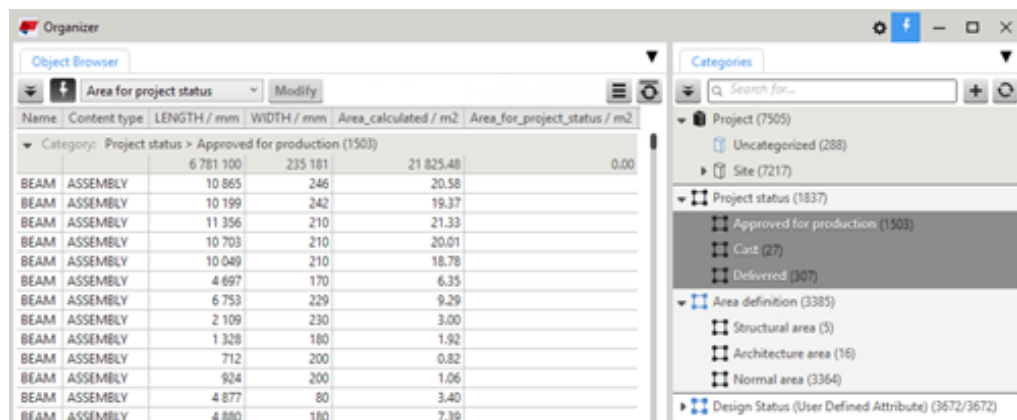 Organizer
Object Browser
Area for project status Modify
Name Content type LENGTH / mm WIDTH / mm Area_calculated / m2 Area_for_project_status / m2
Category: Project status > Approved for production (1503)
6 781 100 235 181 21 825.48 0.00
BEAM ASSEMBLY 10 865 246 20.58
BEAM ASSEMBLY 10 199 242 19.37
BEAM ASSEMBLY 11 356 210 21.33
BEAM ASSEMBLY 10 703 210 20.01
BEAM ASSEMBLY 10 049 210 18.78
BEAM ASSEMBLY 4 697 170 6.35
BEAM ASSEMBLY 6 753 229 9.29
BEAM ASSEMBLY 2 109 230 3.00
BEAM ASSEMBLY 1 328 180 1.92
BEAM ASSEMBLY 712 200 0.82
BEAM ASSEMBLY 924 200 1.06
BEAM ASSEMBLY 4 877 80 3.40
BEAM ASSEMBLY 4 880 180 7.39
Categories
Search for...
Project (7505)
Uncategorized (288)
Site (7217)
Project status (1837)
Approved for production (1503)
Cast (27)
Delivered (307)
Area definition (3385)
Structural area (5)
Architecture area (16)
Normal area (3364)
Design Status (User Defined Attribute) (3672/3672)